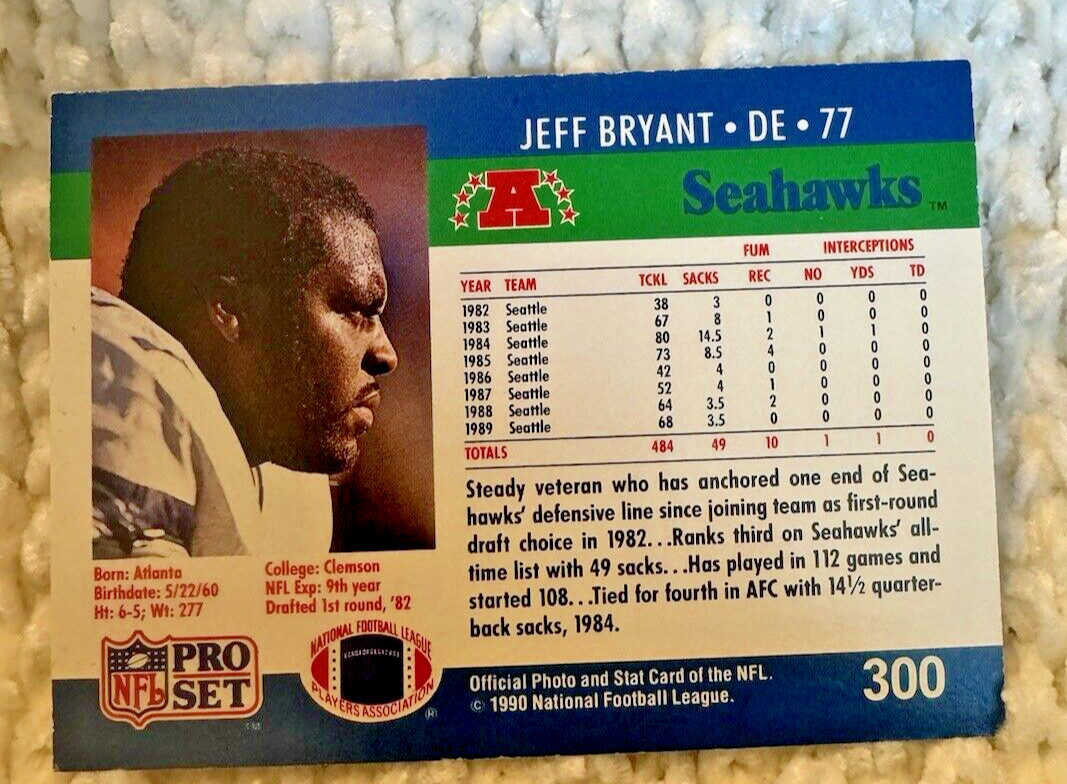 JEFF BRYANT • DE • 77
A
Seahawks™
FUM INTERCEPTIONS
YEAR TEAM TCKL SACKS REC NO YDS TD
1982 Seattle 38 3 0 0 0 0
1983 Seattle 67 8 1 0 0 0
1984 Seattle 80 14.5 2 1 1 0
1985 Seattle 73 8.5 4 0 0 0
1986 Seattle 42 4 0 0 0 0
1987 Seattle 52 4 1 0 0 0
1988 Seattle 64 3.5 2 0 0 0
1989 Seattle 68 3.5 0 0 0 0
TOTALS 484 49 10 1 1 0
Steady veteran who has anchored one end of Sea-
hawks' defensive line since joining team as first-round
draft choice in 1982...Ranks third on Seahawks' all-
time list with 49 sacks...Has played in 112 games and
started 108...Tied for fourth in AFC with 14½ quarter-
back sacks, 1984.
Born: Atlanta
Birthdate: 5/22/60
Ht: 6-5; Wt: 277
College: Clemson
NFL Exp: 9th year
Drafted 1st round, '82
NFL PRO SET™
NATIONAL FOOTBALL LEAGUE
PLAYERS ASSOCIATION®
Official Photo and Stat Card of the NFL.
© 1990 National Football League.
300